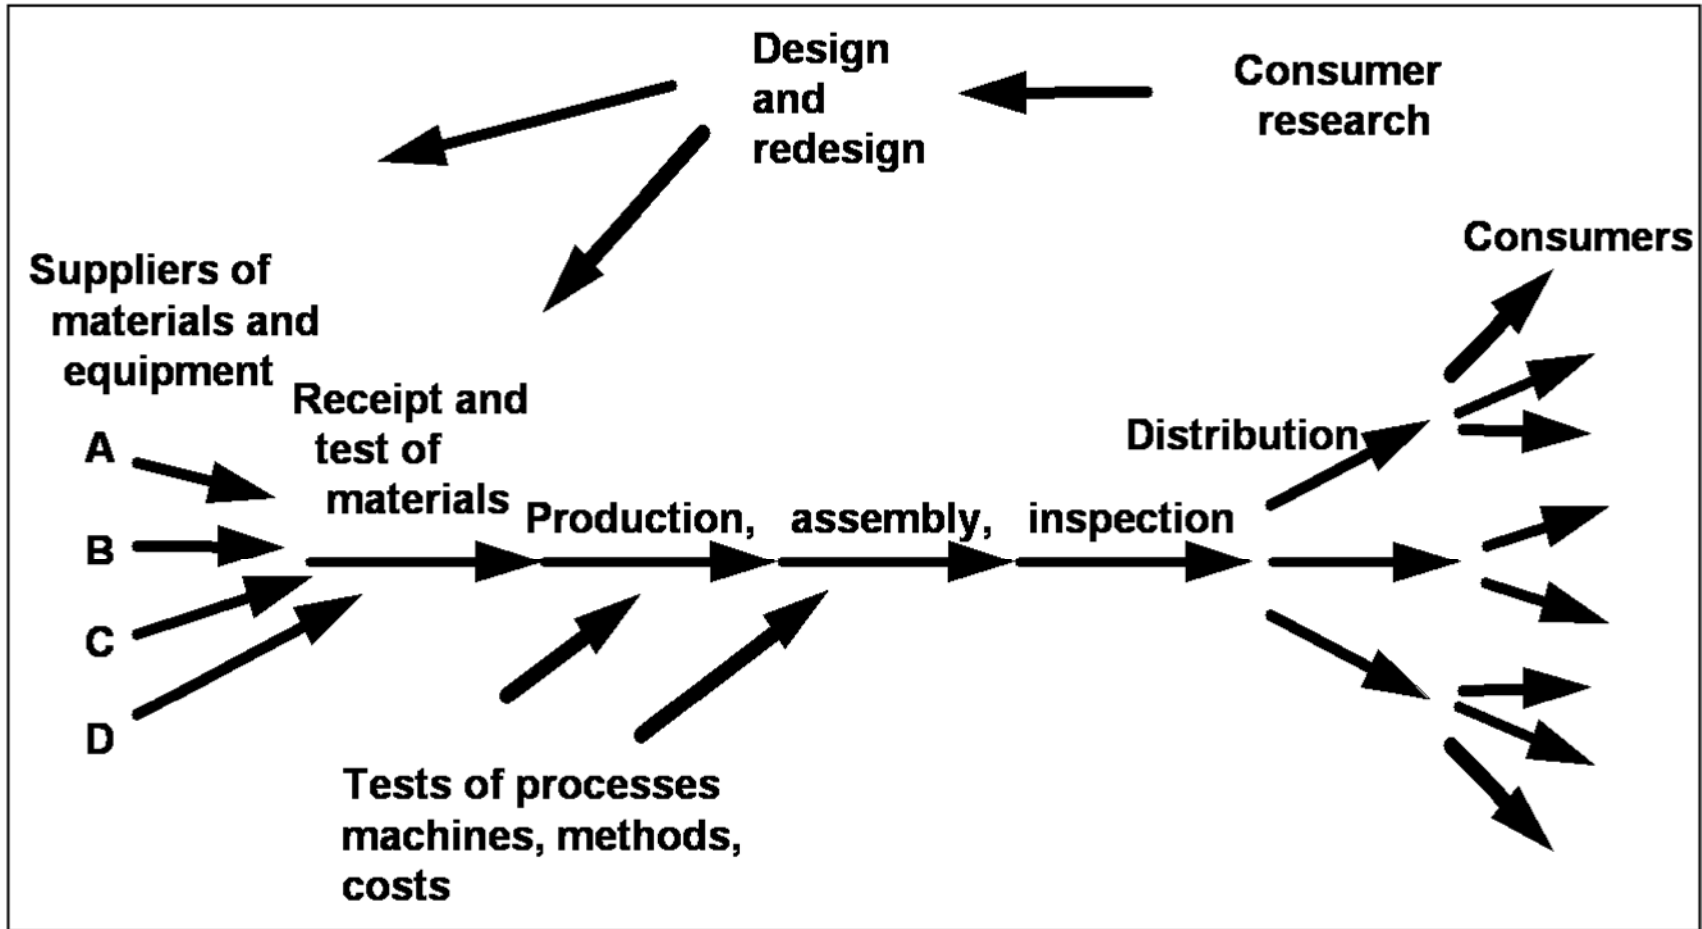 Design
and
redesign
Consumer
research
Consumers
Suppliers of
materials and
equipment
Receipt and
test of
materials
A
B
C
D
Production, assembly, inspection
Distribution
Tests of processes
machines, methods,
costs